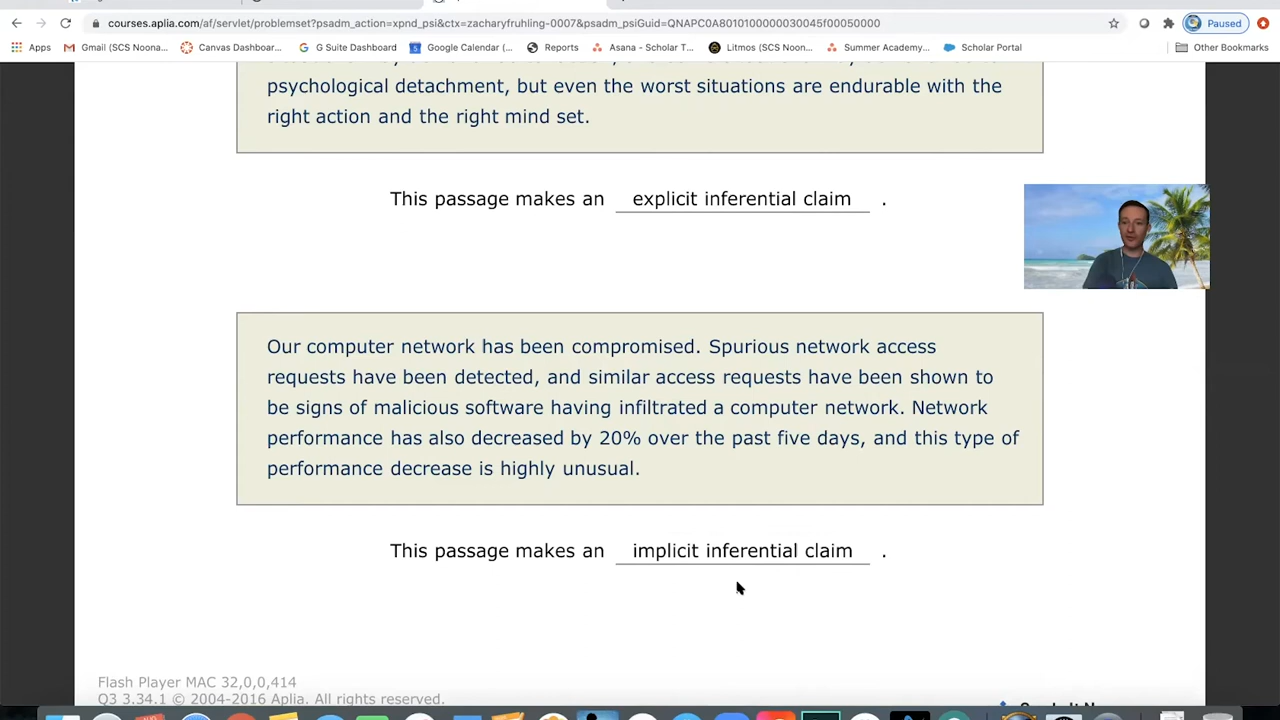 courses.aplia.com/af/servlet/problemset?psadm_action=xpnd_psi&ctx=zacharyfruhling-0007&psadm_psiGuid=QNAPC0A8010100000030045f00050000
Paused
Apps
Gmail (SCS Noona...
Canvas Dashboar...
G Suite Dashboard
Google Calendar (...
Reports
Asana - Scholar T...
Litmos (SCS Noon...
Summer Academy...
Scholar Portal
Other Bookmarks
psychological detachment, but even the worst situations are endurable with the
right action and the right mind set.
This passage makes an explicit inferential claim .
Our computer network has been compromised. Spurious network access
requests have been detected, and similar access requests have been shown to
be signs of malicious software having infiltrated a computer network. Network
performance has also decreased by 20% over the past five days, and this type of
performance decrease is highly unusual.
This passage makes an implicit inferential claim .
Flash Player MAC 32,0,0,414
Q3 3.34.1 © 2004-2016 Aplia. All rights reserved.